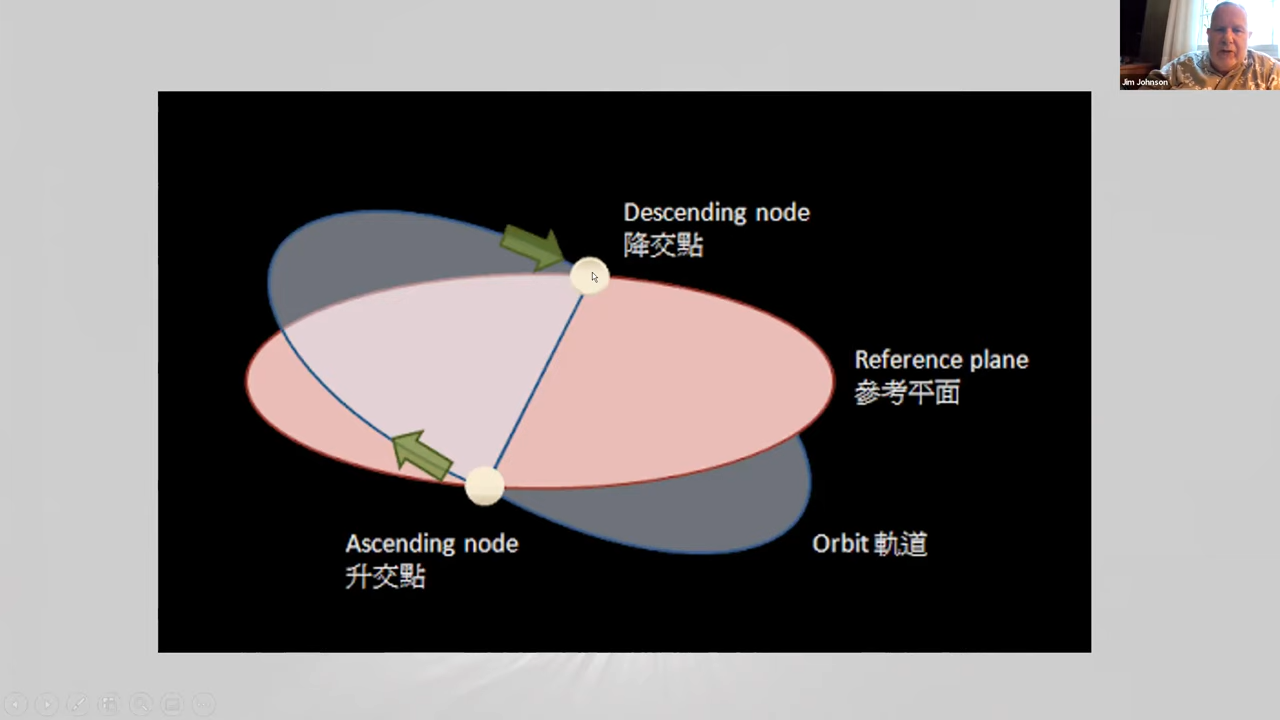 Jim Johnson
Descending node
降交點
Reference plane
參考平面
Ascending node
升交點
Orbit 軌道